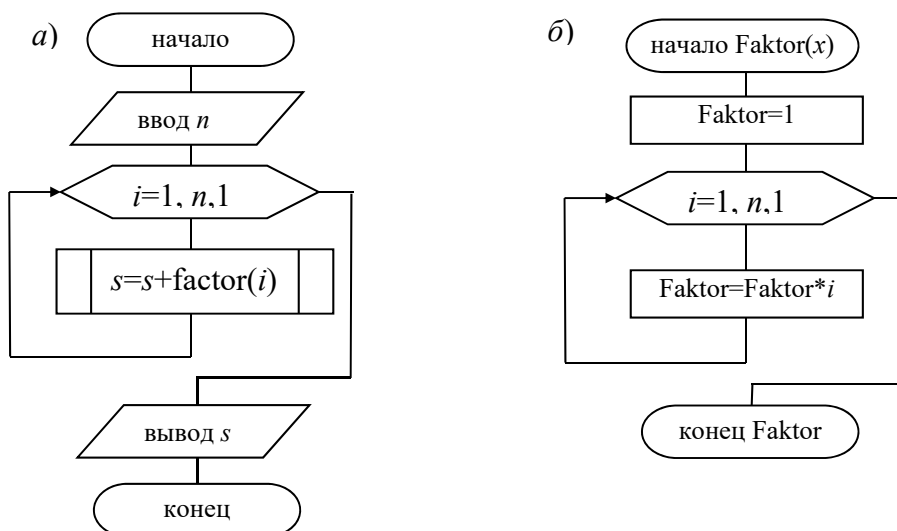 а)
начало
ввод n
i=1, n,1
s=s+factor(i)
вывод s
конец
б)
начало Faktor(x)
Faktor=1
i=1, n,1
Faktor=Faktor*i
конец Faktor